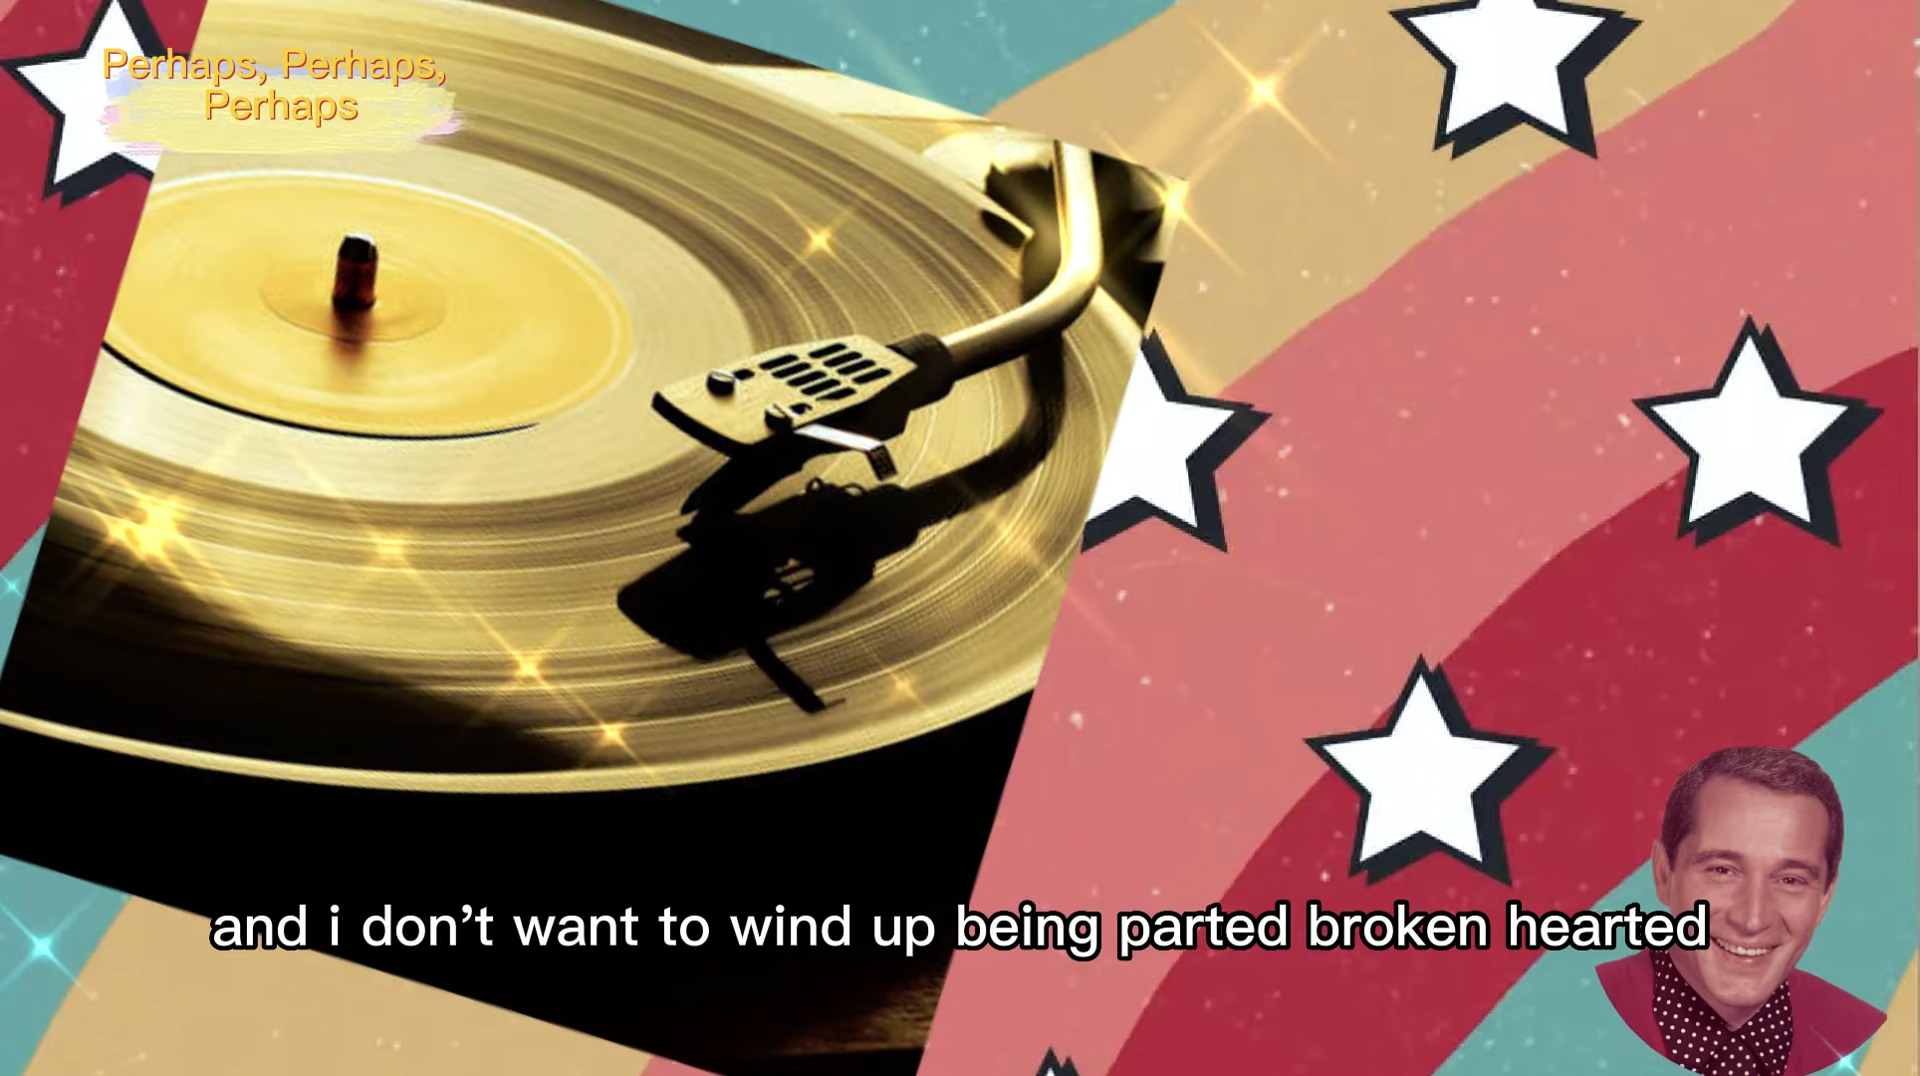 Perhaps, Perhaps,
Perhaps
and i don't want to wind up being parted broken hearted